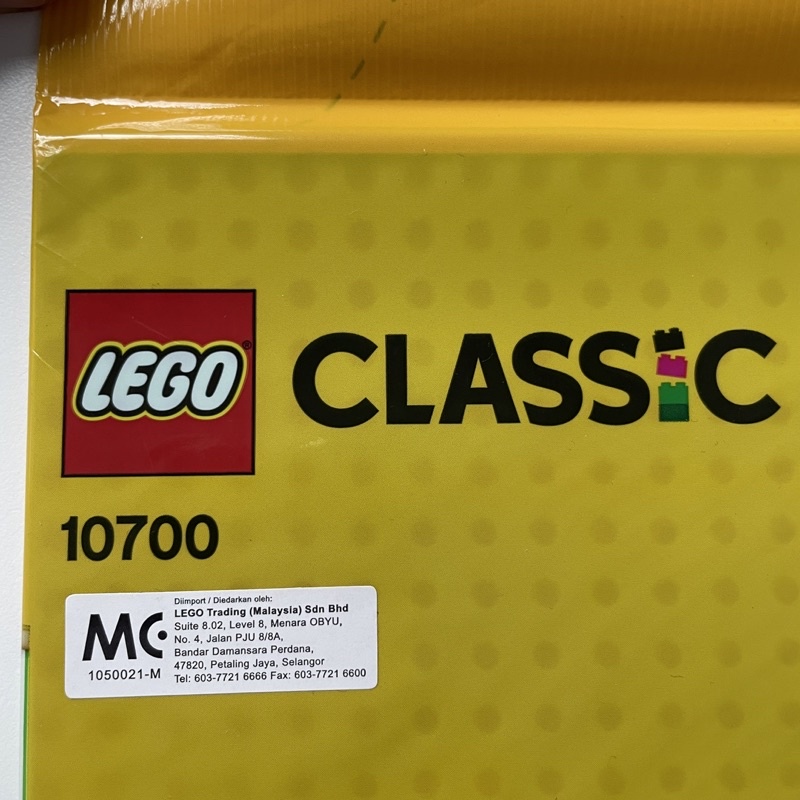 LEGO®
CLASSiC
10700
MC
1050021-M
Diimport / Diedarkan oleh:
LEGO Trading (Malaysia) Sdn Bhd
Suite 8.02, Level 8, Menara OBYU,
No. 4, Jalan PJU 8/8A,
Bandar Damansara Perdana,
47820, Petaling Jaya, Selangor
Tel: 603-7721 6666 Fax: 603-7721 6600